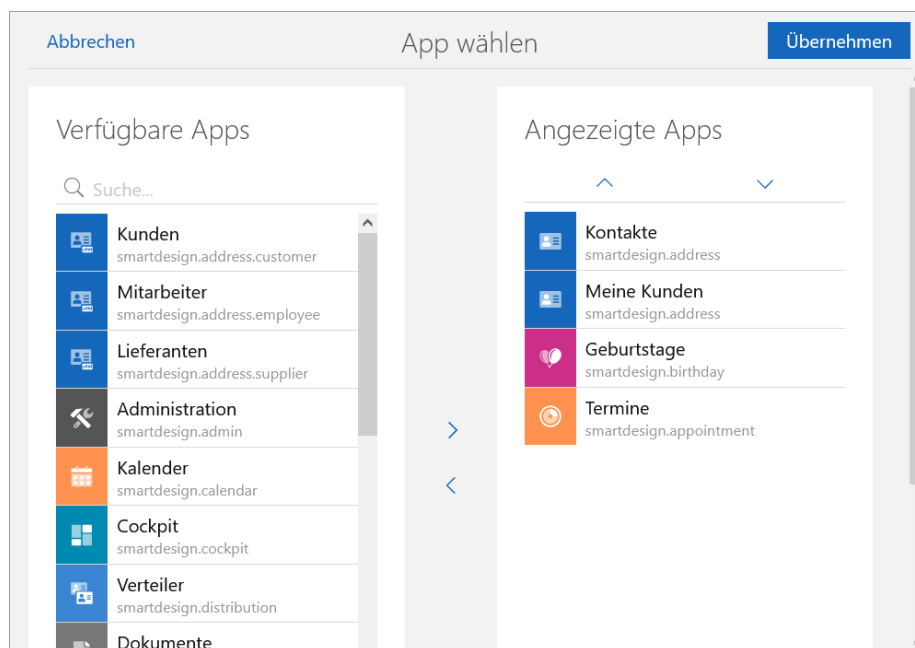 Abbrechen
App wählen
Übernehmen
Verfügbare Apps
Suche...
Kunden
smartdesign.address.customer
Mitarbeiter
smartdesign.address.employee
Lieferanten
smartdesign.address.supplier
Administration
smartdesign.admin
Kalender
smartdesign.calendar
Cockpit
smartdesign.cockpit
Verteiler
smartdesign.distribution
Dokumente
Angezeigte Apps
Kontakte
smartdesign.address
Meine Kunden
smartdesign.address
Geburtstage
smartdesign.birthday
Termine
smartdesign.appointment